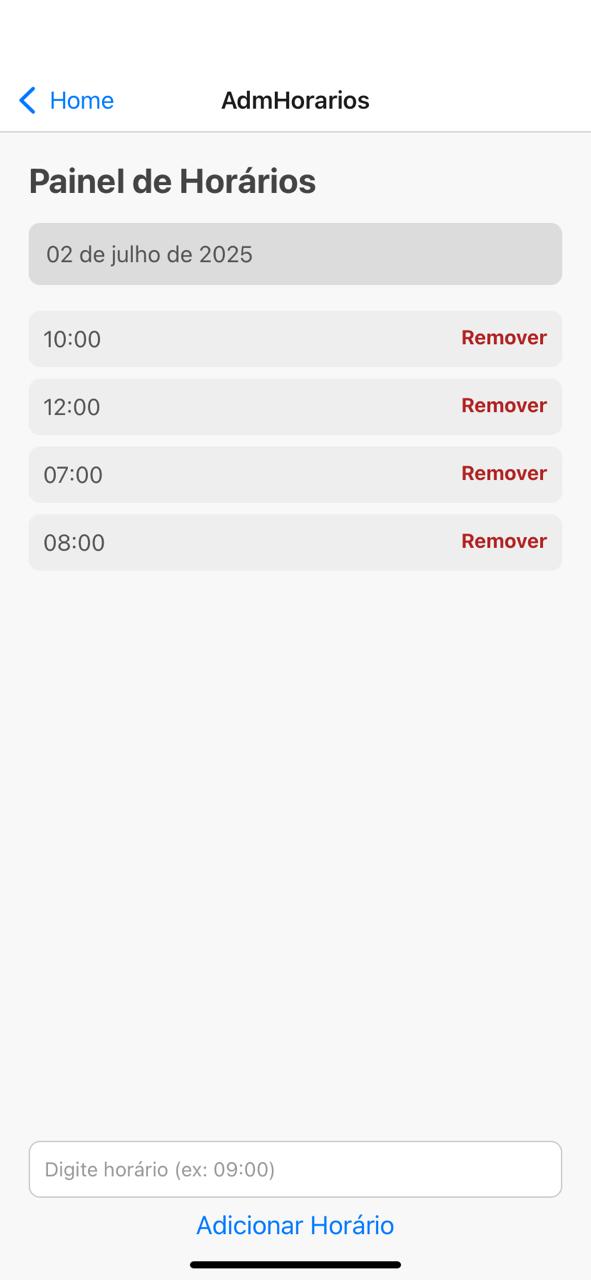 Home
AdmHorarios
Painel de Horários
02 de julho de 2025
10:00 Remover
12:00 Remover
07:00 Remover
08:00 Remover
Digite horário (ex: 09:00)
Adicionar Horário